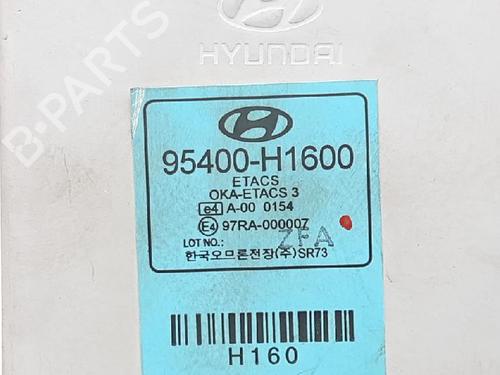 HYUNDAI
B-PARTS
95400-H1600
ETACS
OKA-ETACS 3
e4 A-00 0154
E4 97RA-000007
LOT NO.: ZFA
한국오므론전장(주)SR73
H160